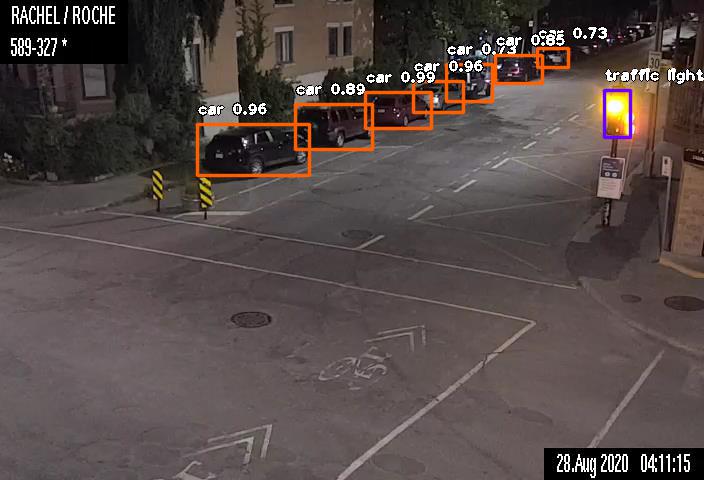 RACHEL / ROCHE
589-327 *
car 0.73
car 0.85
car 0.73
car 0.96
car 0.99
car 0.89
car 0.96
traffic light
28.Aug 2020 04:11:15